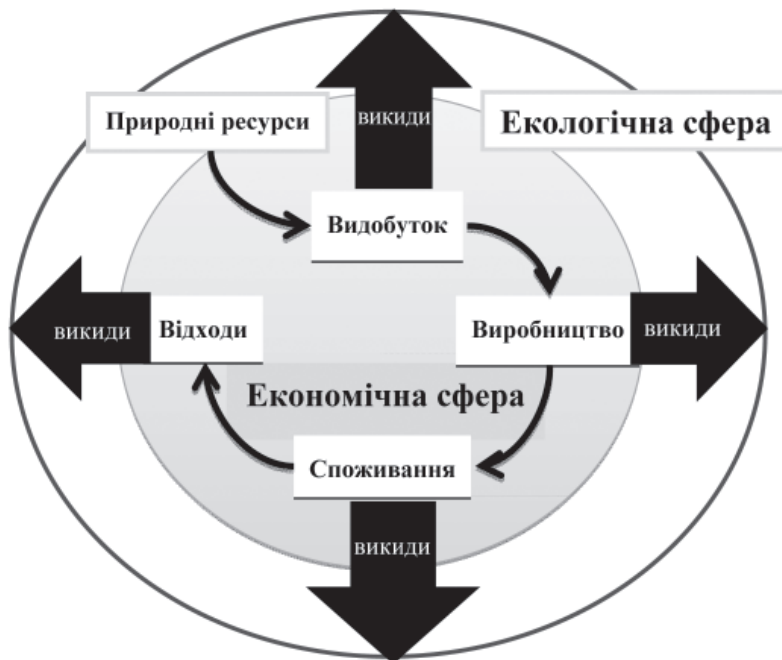 викиди
Природні ресурси
Екологічна сфера
Видобуток
викиди
Відходи
Виробництво
викиди
Економічна сфера
Споживання
викиди